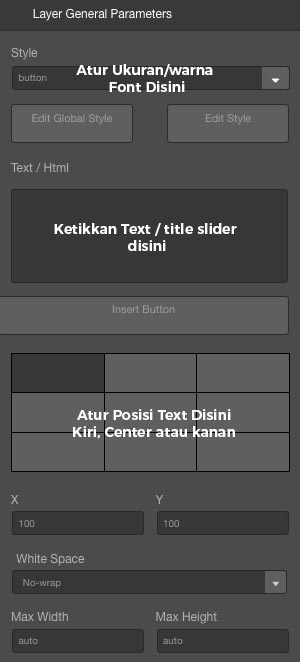 Layer General Parameters
Style
button
Atur Ukuran/warna
Font Disini
Edit Global Style
Edit Style
Text / Html
Ketikkan Text / title slider
disini
Insert Button
Atur Posisi Text Disini
Kiri, Center atau kanan
X
Y
100
100
White Space
No-wrap
Max Width
Max Height
auto
auto